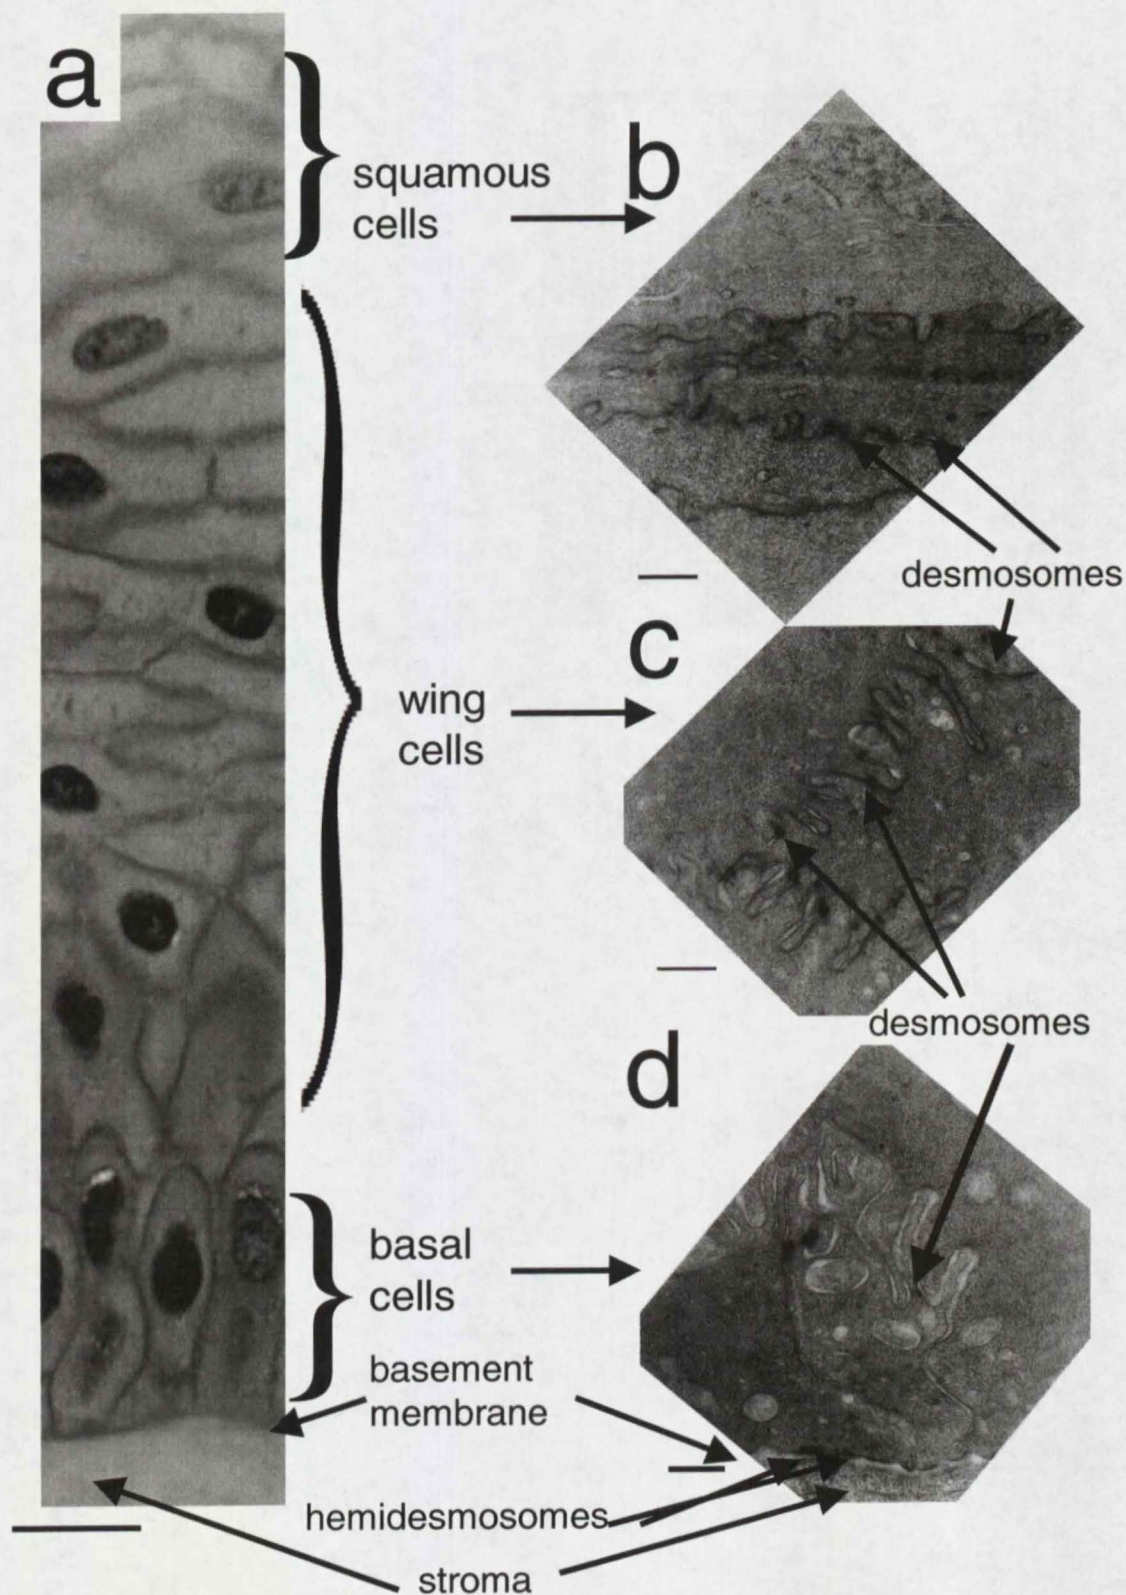 a
squamous
cells
b
desmosomes
c
wing
cells
desmosomes
d
basal
cells
basement
membrane
hemidesmosomes
stroma